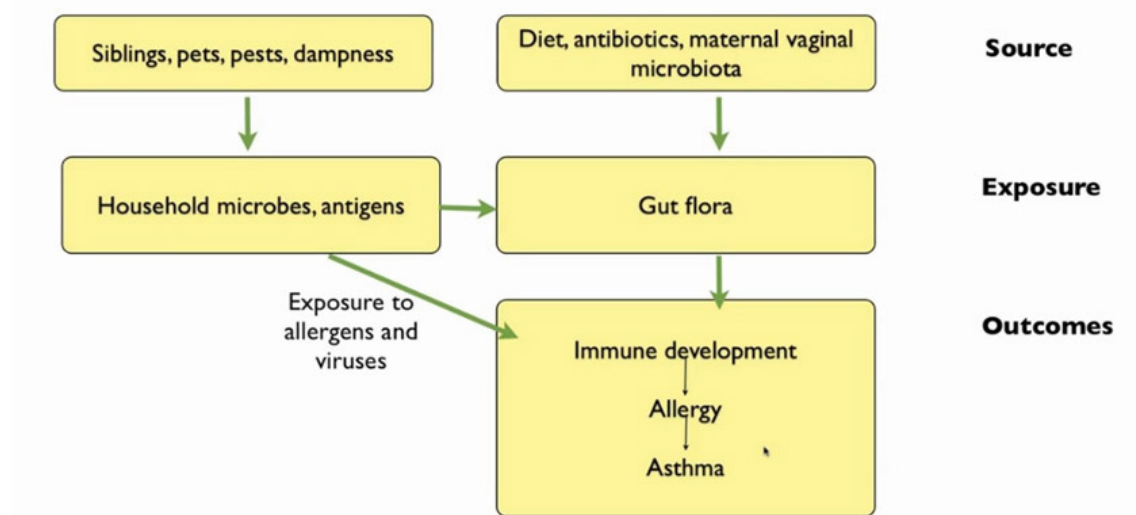 Siblings, pets, pests, dampness
Diet, antibiotics, maternal vaginal
microbiota
Source
Household microbes, antigens
Gut flora
Exposure
Exposure to
allergens and
viruses
Immune development
Allergy
Asthma
Outcomes